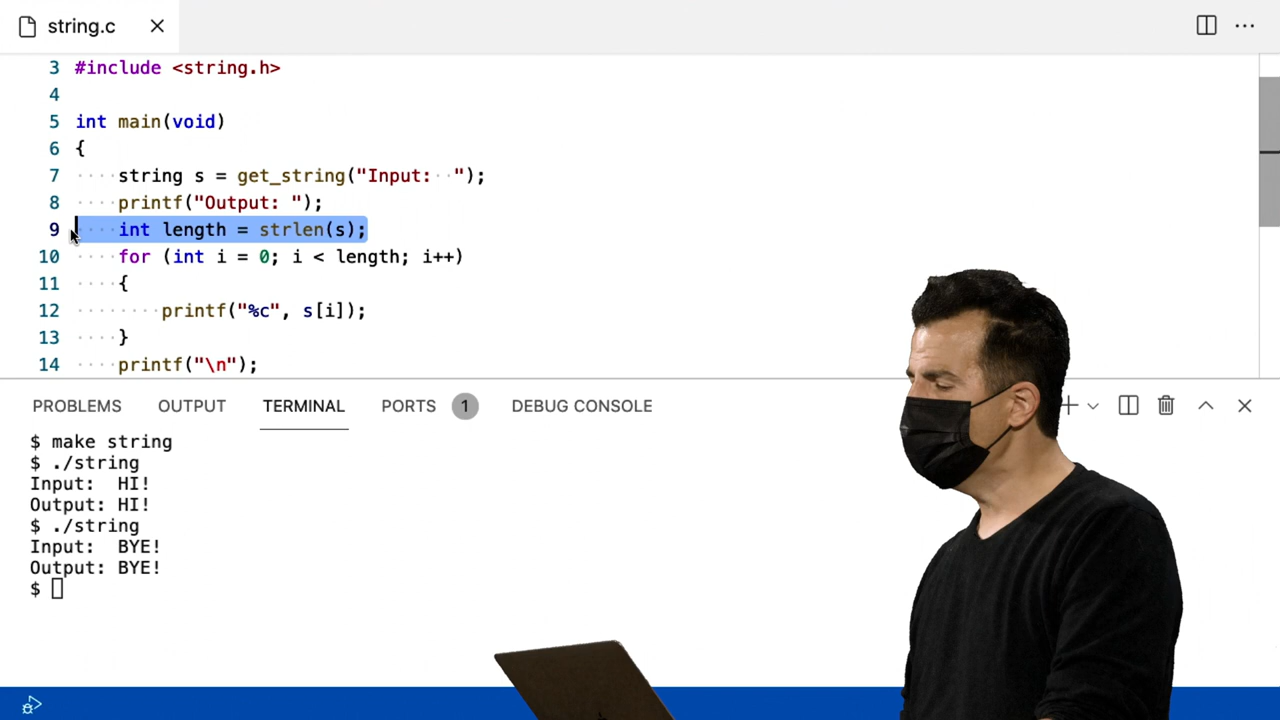 string.c
3 #include <string.h>
4
5 int main(void)
6 {
7 string s = get_string("Input:  ");
8 printf("Output: ");
9 int length = strlen(s);
10 for (int i = 0; i < length; i++)
11 {
12 printf("%c", s[i]);
13 }
14 printf("\n");
PROBLEMS OUTPUT TERMINAL PORTS 1 DEBUG CONSOLE
$ make string
$ ./string
Input:  HI!
Output: HI!
$ ./string
Input:  BYE!
Output: BYE!
$